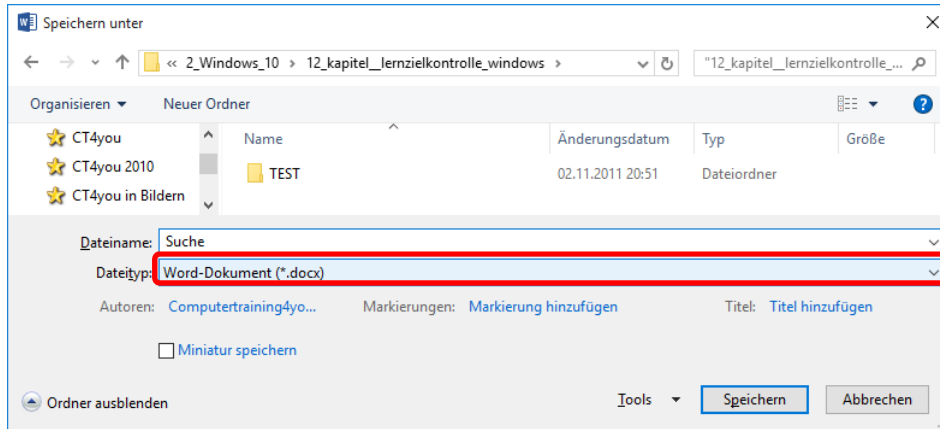 Speichern unter
« 2_Windows_10 > 12_kapitel__lernzielkontrolle_windows >
"12_kapitel__lernzielkontrolle_...
Organisieren Neuer Ordner
CT4you
CT4you 2010
CT4you in Bildern
Name Änderungsdatum Typ Größe
TEST 02.11.2011 20:51 Dateiordner
Dateiname: Suche
Dateityp: Word-Dokument (*.docx)
Autoren: Computertraining4yo... Markierungen: Markierung hinzufügen Titel: Titel hinzufügen
Miniatur speichern
Ordner ausblenden
Tools Speichern Abbrechen